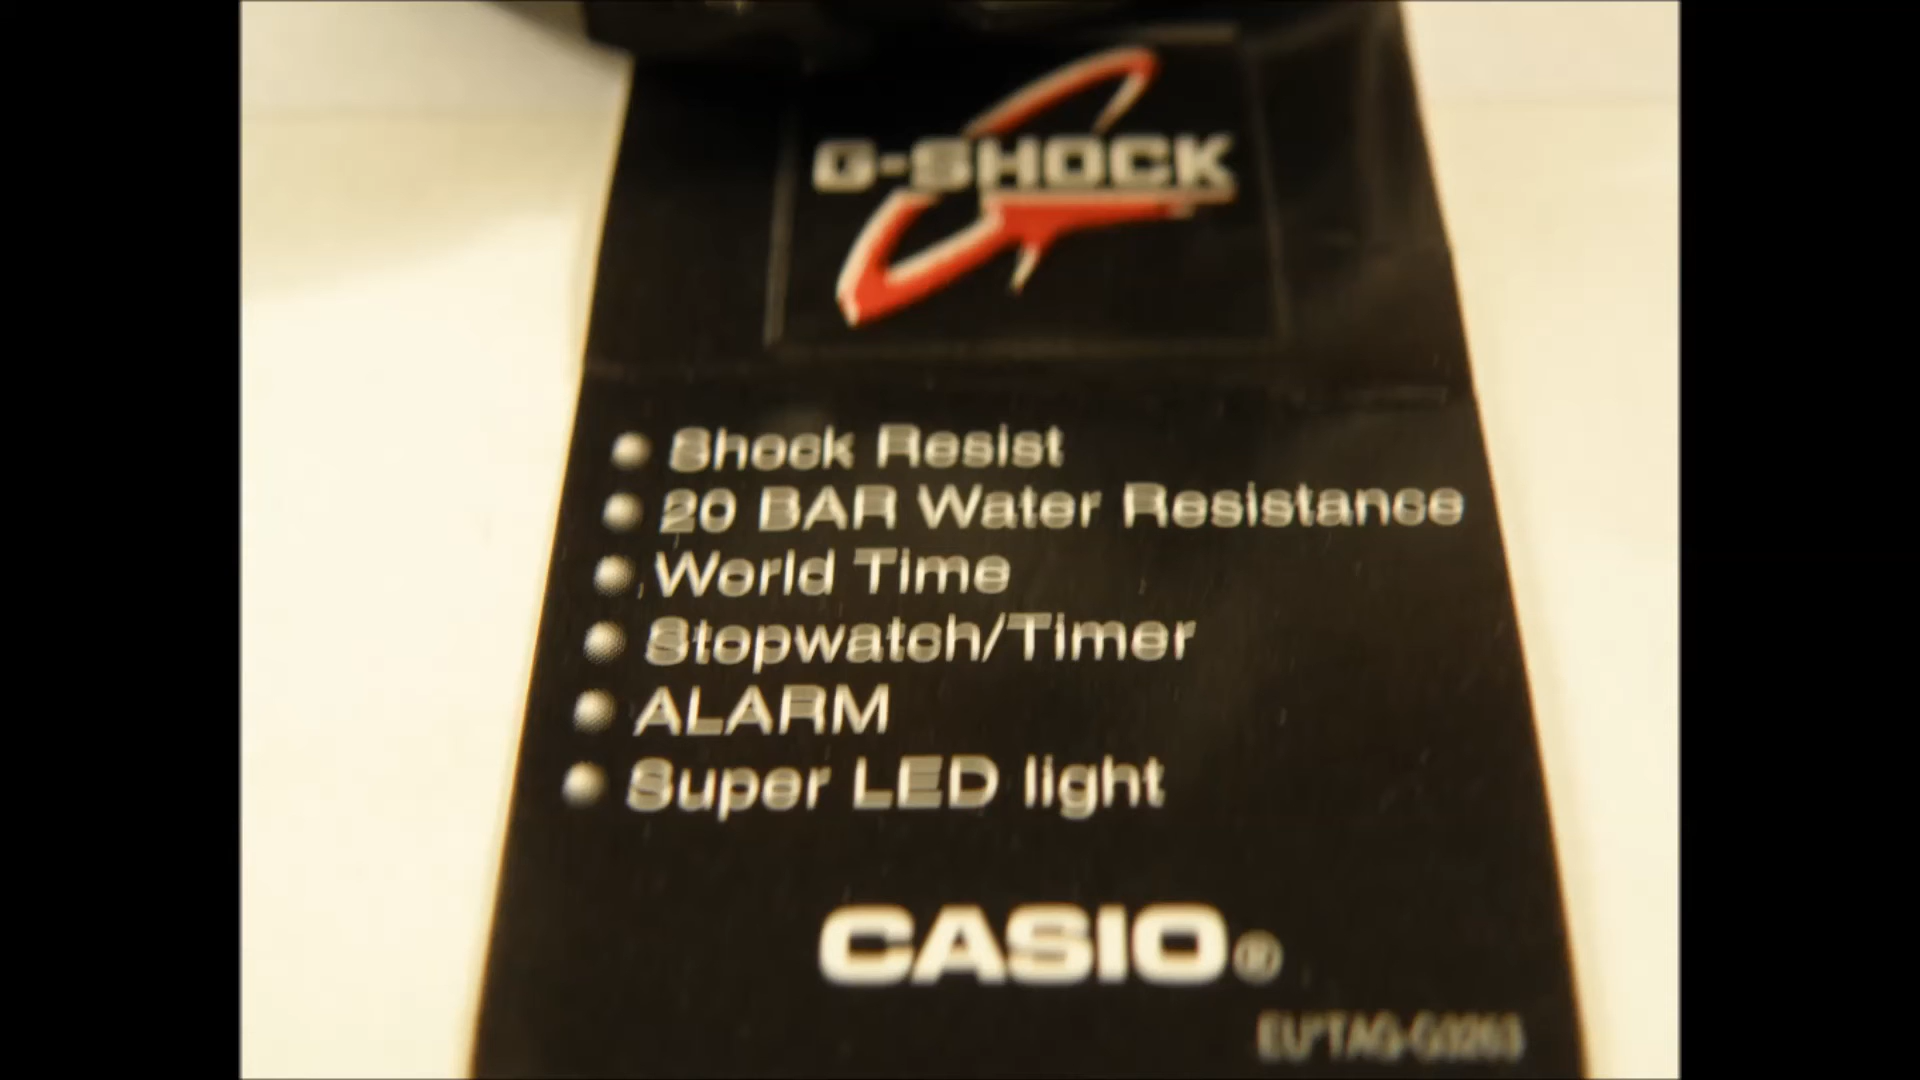 G-SHOCK
Shock Resist
20 BAR Water Resistance
World Time
Stopwatch/Timer
ALARM
Super LED light
CASIO®